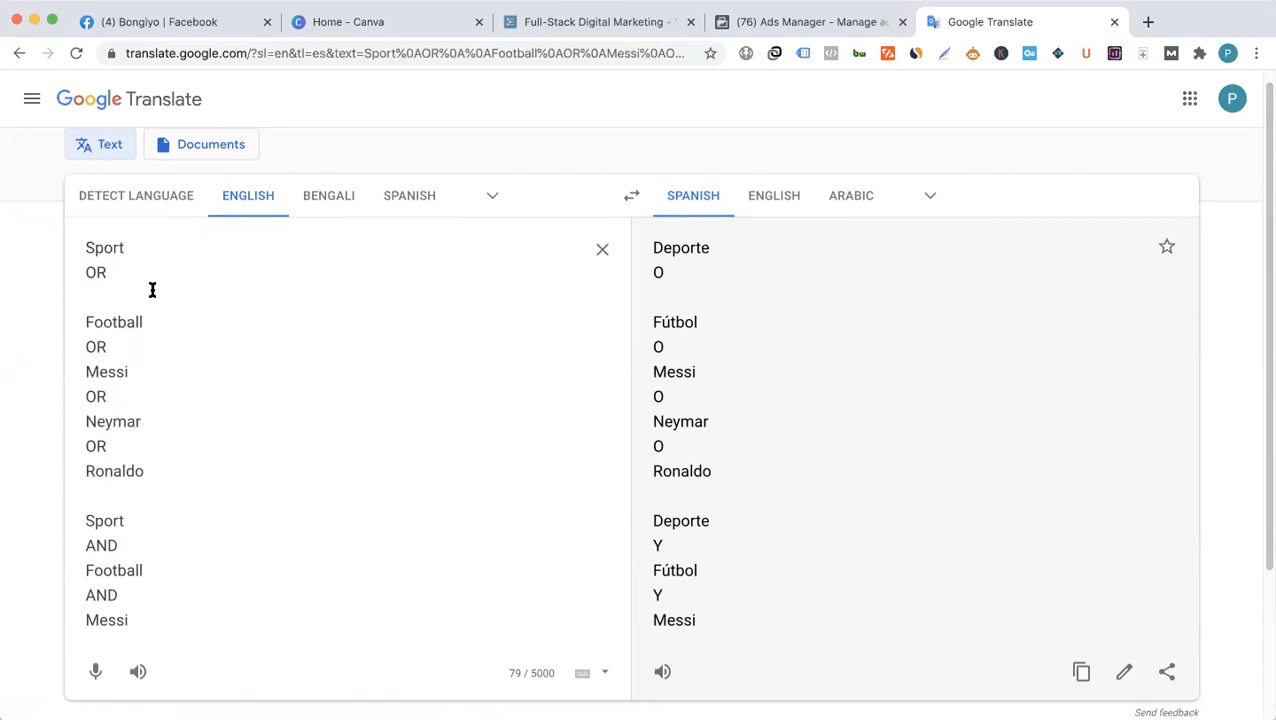 (4) Bongiyo | Facebook
Home - Canva
Full-Stack Digital Marketing -
(76) Ads Manager - Manage
Google Translate
translate.google.com/?sl=en&tl=es&text=Sport%0AOR%0A%0AFootball%0AOR%0AMessi%0AO...
P
Google Translate
P
Text
Documents
DETECT LANGUAGE
ENGLISH
BENGALI
SPANISH
SPANISH
ENGLISH
ARABIC
Sport
OR
Football
OR
Messi
OR
Neymar
OR
Ronaldo
Sport
AND
Football
AND
Messi
79 / 5000
Deporte
O
Fútbol
O
Messi
O
Neymar
O
Ronaldo
Deporte
Y
Fútbol
Y
Messi
Send feedback